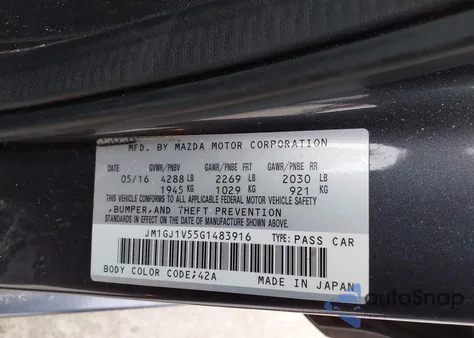 MFD. BY MAZDA MOTOR CORPORATION
DATE GVWR/PNBV GAWR/PNBE FRT GAWR/PNBE RR
05/16 4288 LB 2269 LB 2030 LB
1945 KG 1029 KG 921 KG
THIS VEHICLE CONFORMS TO ALL APPLICABLE FEDERAL MOTOR VEHICLE SAFETY
,BUMPER,AND THEFT PREVENTION
STANDARDS IN EFFECT ON THE DATE OF MANUFACTURE SHOWN ABOVE.
JM1GJ1V55G1483916 TYPE: PASS CAR
BODY COLOR CODE;42A MADE IN JAPAN
autoSnap